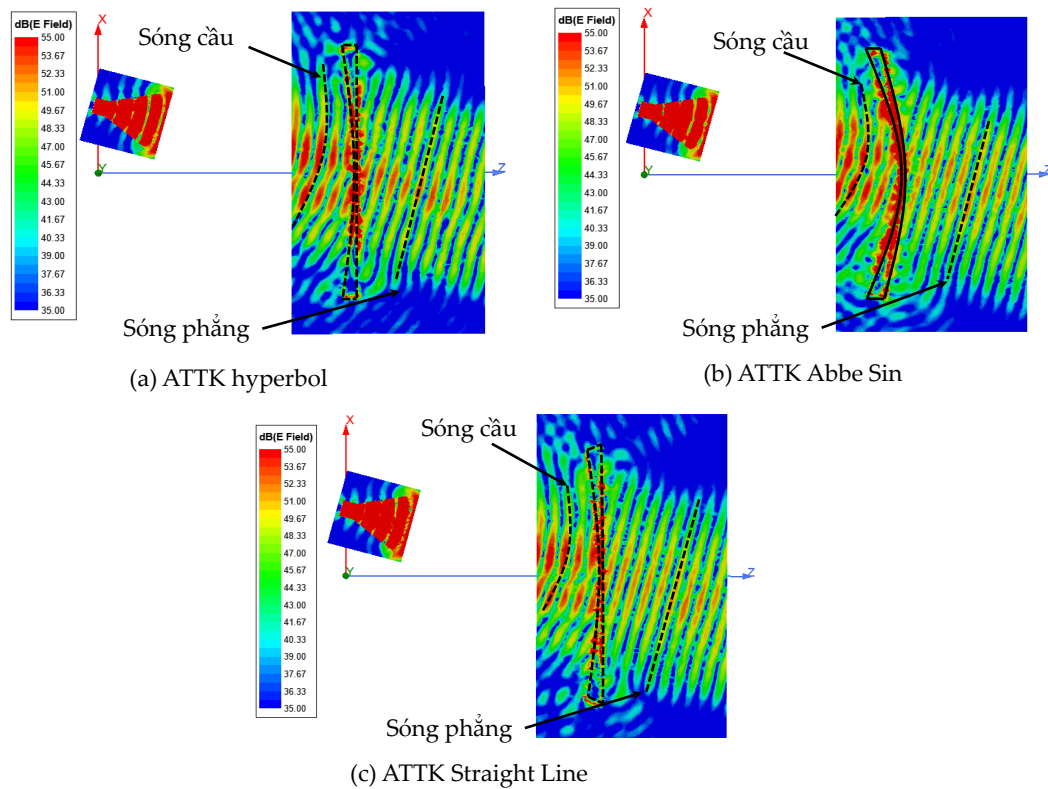 dB(E Field)
55.00
53.67
52.33
51.00
49.67
48.33
47.00
45.67
44.33
43.00
41.67
40.33
39.00
37.67
36.33
35.00
X
Y
Z
Sóng cầu
Sóng phẳng
(a) ATTK hyperbol
dB(E Field)
55.00
53.67
52.33
51.00
49.67
48.33
47.00
45.67
44.33
43.00
41.67
40.33
39.00
37.67
36.33
35.00
X
Y
Z
Sóng cầu
Sóng phẳng
(b) ATTK Abbe Sin
dB(E Field)
55.00
53.67
52.33
51.00
49.67
48.33
47.00
45.67
44.33
43.00
41.67
40.33
39.00
37.67
36.33
35.00
X
Y
Z
Sóng cầu
Sóng phẳng
(c) ATTK Straight Line